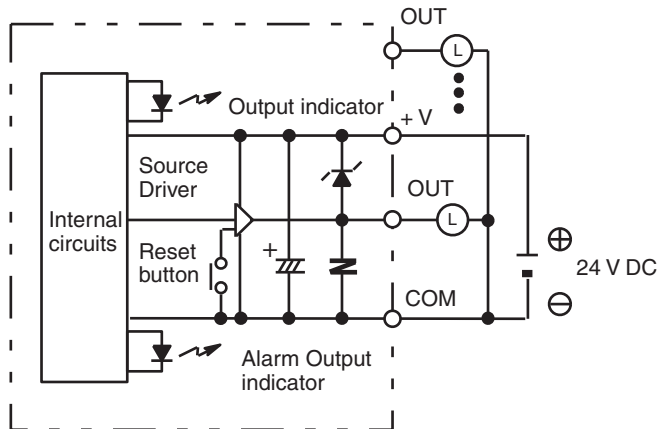 OUT
L
Output indicator
+ V
Source
Driver
OUT
Internal
circuits
L
Reset
button
+
24 V DC
COM
Alarm Output
indicator